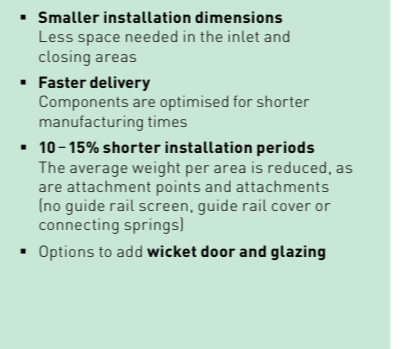 ▪ Smaller installation dimensions
Less space needed in the inlet and
closing areas
▪ Faster delivery
Components are optimised for shorter
manufacturing times
▪ 10–15% shorter installation periods
The average weight per area is reduced, as
are attachment points and attachments
(no guide rail screen, guide rail cover or
connecting springs)
▪ Options to add wicket door and glazing